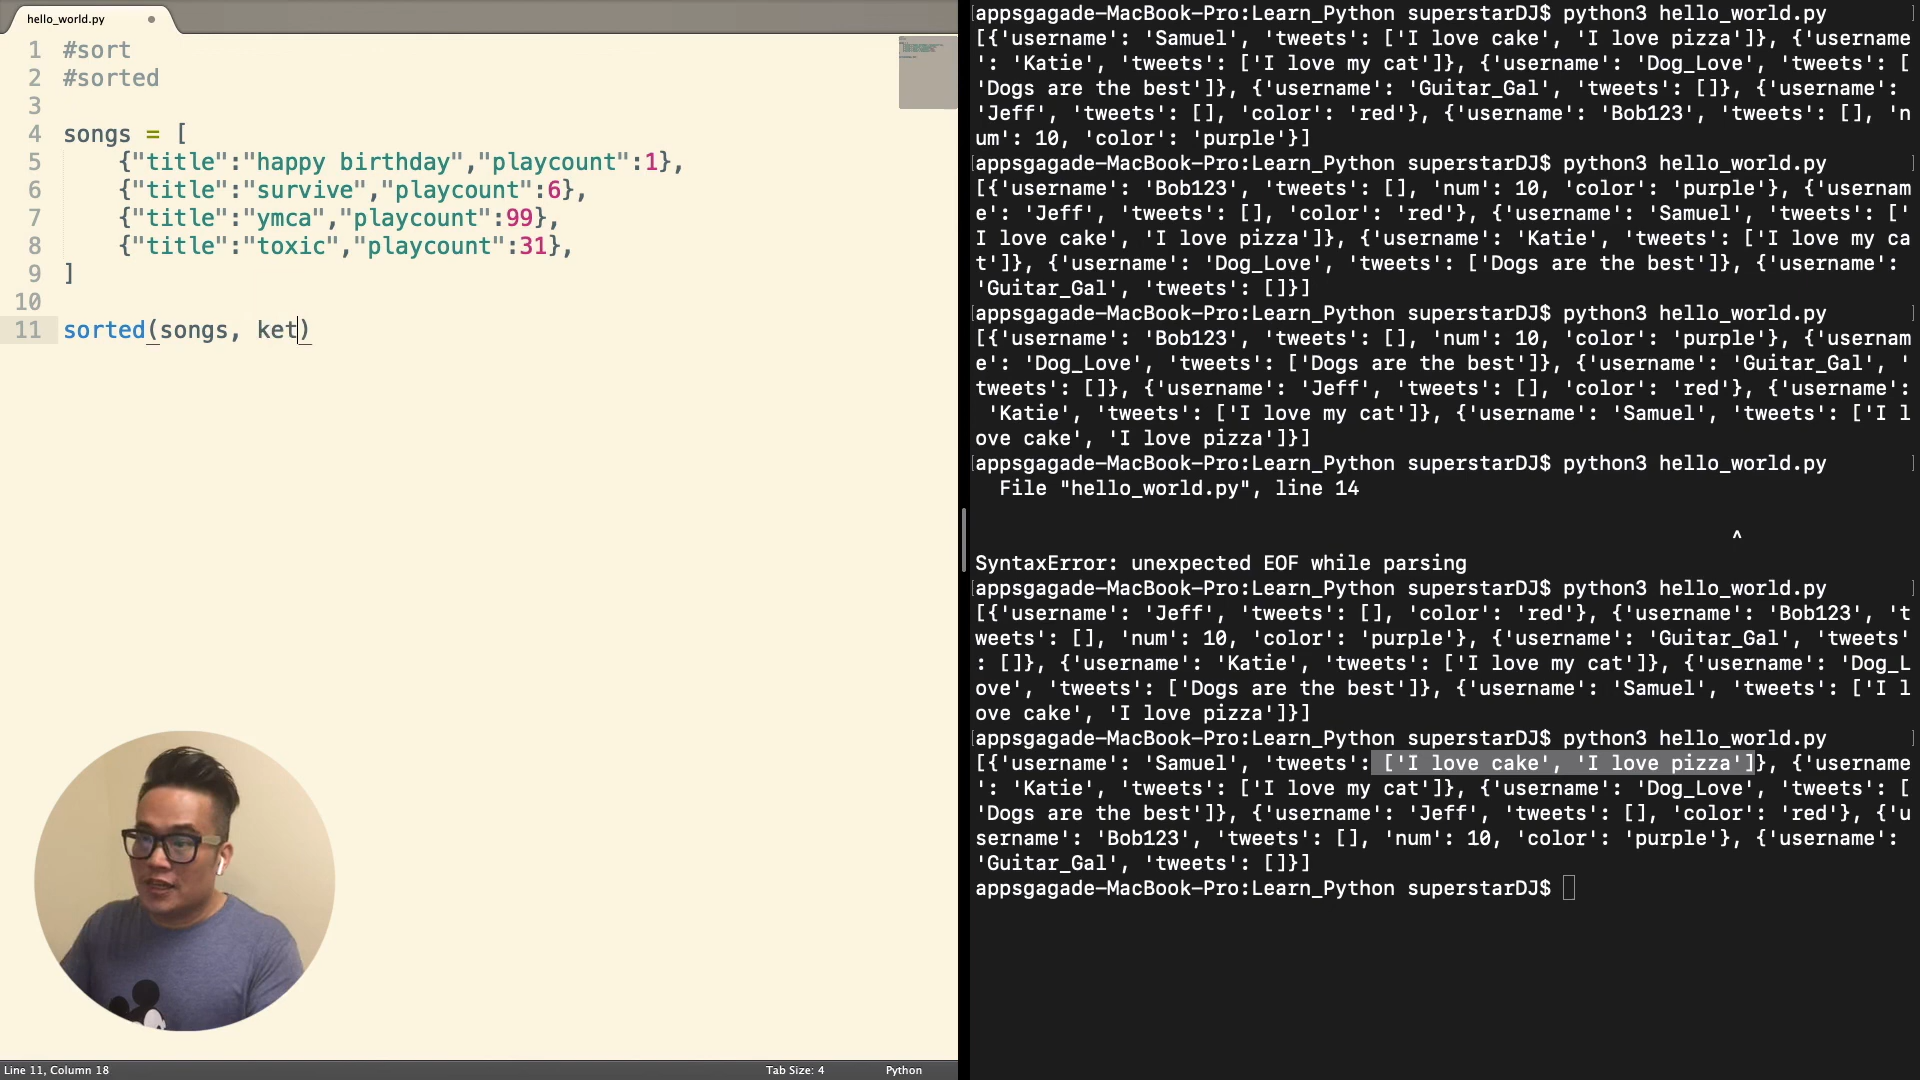 hello_world.py
1 #sort
2 #sorted
3
4 songs = [
5 {"title":"happy birthday","playcount":1},
6 {"title":"survive","playcount":6},
7 {"title":"ymca","playcount":99},
8 {"title":"toxic","playcount":31},
9 ]
10
11 sorted(songs, ket)
Line 11, Column 18
Tab Size: 4
Python
[appsgagade-MacBook-Pro:Learn_Python superstarDJ$ python3 hello_world.py ]
[{'username': 'Samuel', 'tweets': ['I love cake', 'I love pizza']}, {'username
': 'Katie', 'tweets': ['I love my cat']}, {'username': 'Dog_Love', 'tweets': [
'Dogs are the best']}, {'username': 'Guitar_Gal', 'tweets': []}, {'username':
'Jeff', 'tweets': [], 'color': 'red'}, {'username': 'Bob123', 'tweets': [], 'n
um': 10, 'color': 'purple'}]
[appsgagade-MacBook-Pro:Learn_Python superstarDJ$ python3 hello_world.py ]
[{'username': 'Bob123', 'tweets': [], 'num': 10, 'color': 'purple'}, {'usernam
e': 'Jeff', 'tweets': [], 'color': 'red'}, {'username': 'Samuel', 'tweets': ['
I love cake', 'I love pizza']}, {'username': 'Katie', 'tweets': ['I love my ca
t']}, {'username': 'Dog_Love', 'tweets': ['Dogs are the best']}, {'username':
'Guitar_Gal', 'tweets': []}]
[appsgagade-MacBook-Pro:Learn_Python superstarDJ$ python3 hello_world.py ]
[{'username': 'Bob123', 'tweets': [], 'num': 10, 'color': 'purple'}, {'usernam
e': 'Dog_Love', 'tweets': ['Dogs are the best']}, {'username': 'Guitar_Gal', '
tweets': []}, {'username': 'Jeff', 'tweets': [], 'color': 'red'}, {'username':
'Katie', 'tweets': ['I love my cat']}, {'username': 'Samuel', 'tweets': ['I l
ove cake', 'I love pizza']}]
[appsgagade-MacBook-Pro:Learn_Python superstarDJ$ python3 hello_world.py ]
File "hello_world.py", line 14
^
SyntaxError: unexpected EOF while parsing
[appsgagade-MacBook-Pro:Learn_Python superstarDJ$ python3 hello_world.py ]
[{'username': 'Jeff', 'tweets': [], 'color': 'red'}, {'username': 'Bob123', 't
weets': [], 'num': 10, 'color': 'purple'}, {'username': 'Guitar_Gal', 'tweets'
: []}, {'username': 'Katie', 'tweets': ['I love my cat']}, {'username': 'Dog_L
ove', 'tweets': ['Dogs are the best']}, {'username': 'Samuel', 'tweets': ['I l
ove cake', 'I love pizza']}]
[appsgagade-MacBook-Pro:Learn_Python superstarDJ$ python3 hello_world.py ]
[{'username': 'Samuel', 'tweets': ['I love cake', 'I love pizza']}, {'username
': 'Katie', 'tweets': ['I love my cat']}, {'username': 'Dog_Love', 'tweets': [
'Dogs are the best']}, {'username': 'Jeff', 'tweets': [], 'color': 'red'}, {'u
sername': 'Bob123', 'tweets': [], 'num': 10, 'color': 'purple'}, {'username':
'Guitar_Gal', 'tweets': []}]
appsgagade-MacBook-Pro:Learn_Python superstarDJ$